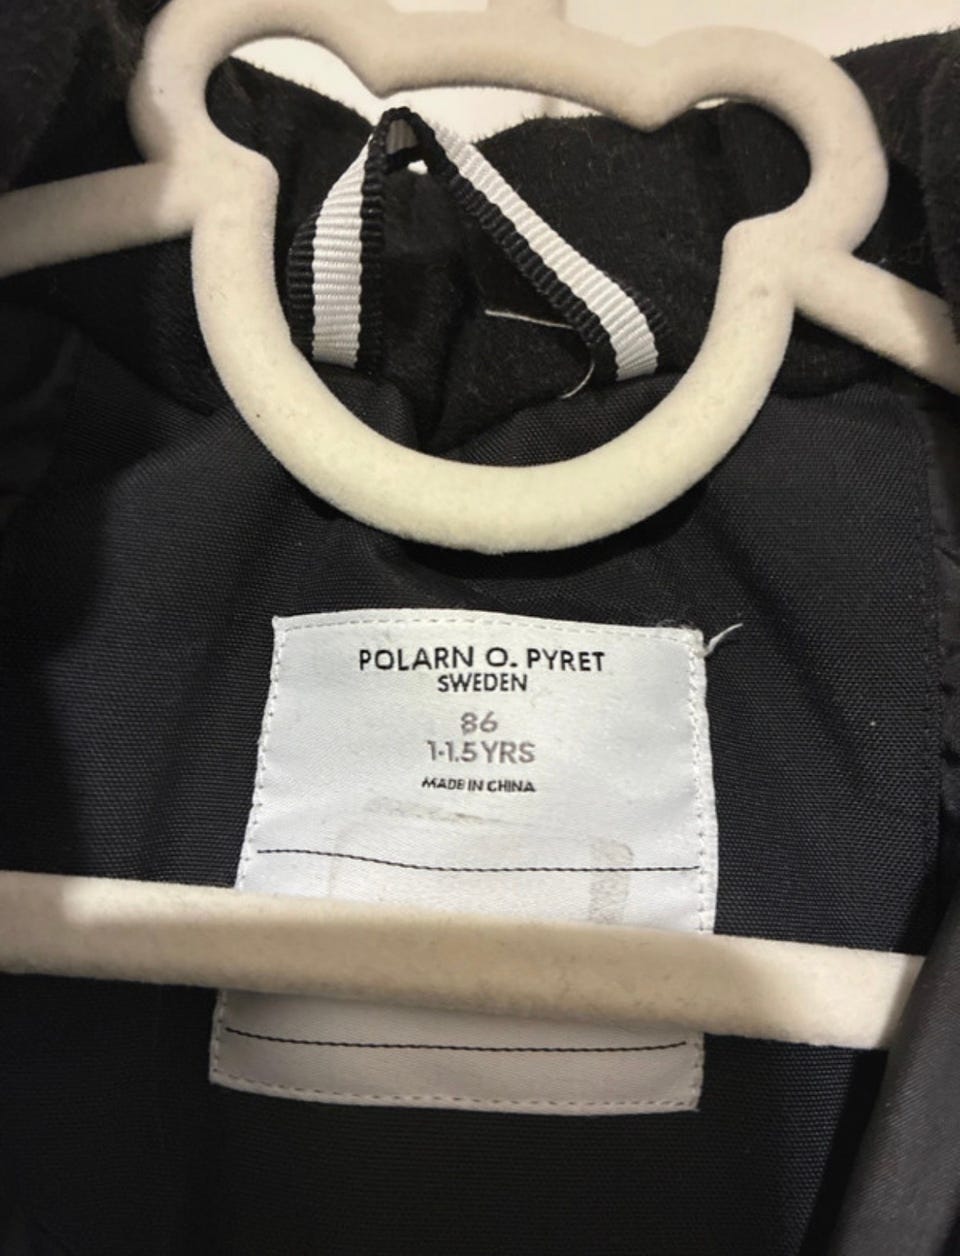 POLARN O. PYRET
SWEDEN
86
1-1.5 YRS
MADE IN CHINA